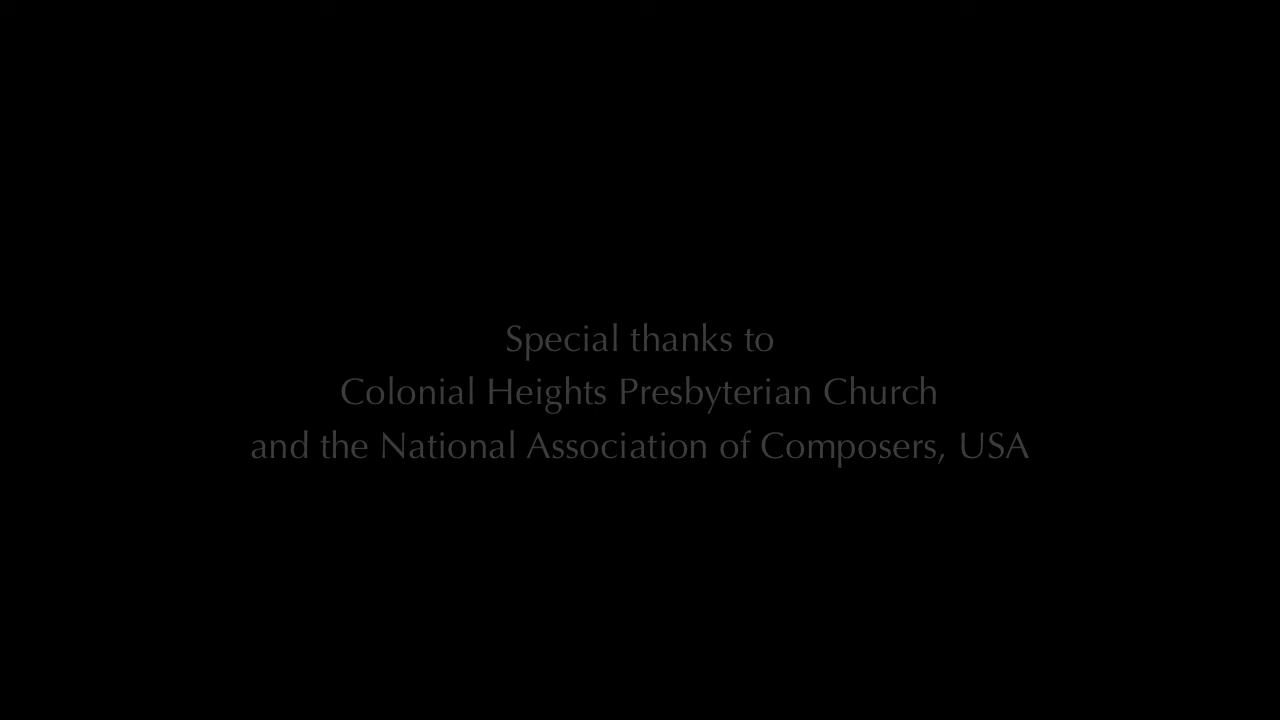 Special thanks to
Colonial Heights Presbyterian Church
and the National Association of Composers, USA